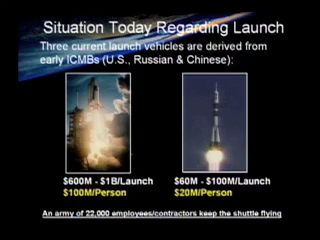 Situation Today Regarding Launch
Three current launch vehicles are derived from
early ICMBs (U.S., Russian & Chinese):
$600M - $1B/Launch
$100M/Person
$60M - $100M/Launch
$20M/Person
An army of 22,000 employees/contractors keep the shuttle flying